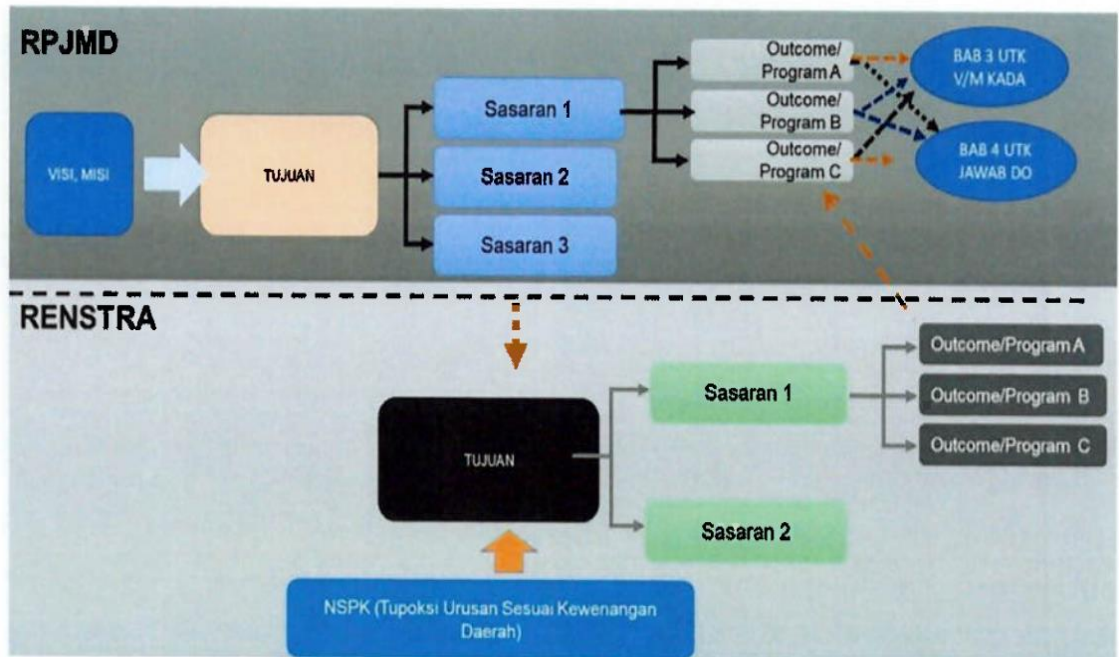 RPJMD
VISI, MISI
TUJUAN
Sasaran 1
Sasaran 2
Sasaran 3
Outcome/
Program A
Outcome/
Program B
Outcome/
Program C
BAB 3 UTK
V/M KADA
BAB 4 UTK
JAWAB DO
RENSTRA
TUJUAN
Sasaran 1
Sasaran 2
Outcome/Program A
Outcome/Program B
Outcome/Program C
NSPK (Tupoksi Urusan Sesuai Kewenangan
Daerah)